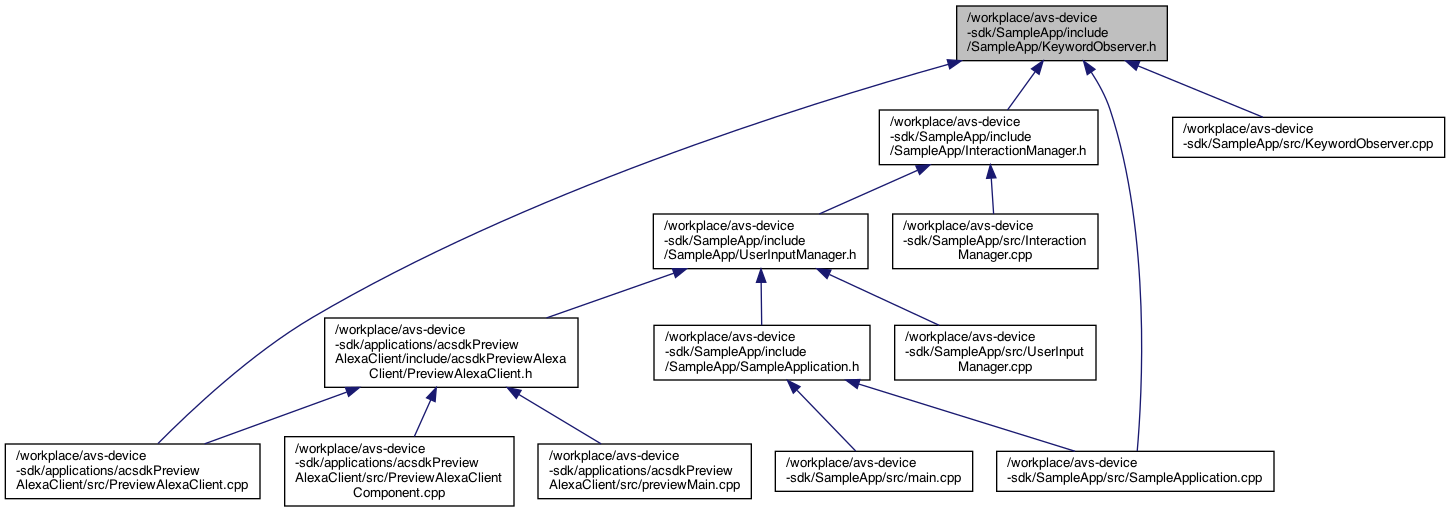 /workplace/avs-device
-sdk/SampleApp/include
/SampleApp/KeywordObserver.h
/workplace/avs-device
-sdk/SampleApp/include
/SampleApp/InteractionManager.h
/workplace/avs-device
-sdk/SampleApp/src/KeywordObserver.cpp
/workplace/avs-device
-sdk/SampleApp/include
/SampleApp/UserInputManager.h
/workplace/avs-device
-sdk/SampleApp/src/Interaction
Manager.cpp
/workplace/avs-device
-sdk/applications/acsdkPreview
AlexaClient/include/acsdkPreviewAlexa
Client/PreviewAlexaClient.h
/workplace/avs-device
-sdk/SampleApp/include
/SampleApp/SampleApplication.h
/workplace/avs-device
-sdk/SampleApp/src/UserInput
Manager.cpp
/workplace/avs-device
-sdk/applications/acsdkPreview
AlexaClient/src/PreviewAlexaClient.cpp
/workplace/avs-device
-sdk/applications/acsdkPreview
AlexaClient/src/PreviewAlexaClient
Component.cpp
/workplace/avs-device
-sdk/applications/acsdkPreview
AlexaClient/src/previewMain.cpp
/workplace/avs-device
-sdk/SampleApp/src/main.cpp
/workplace/avs-device
-sdk/SampleApp/src/SampleApplication.cpp